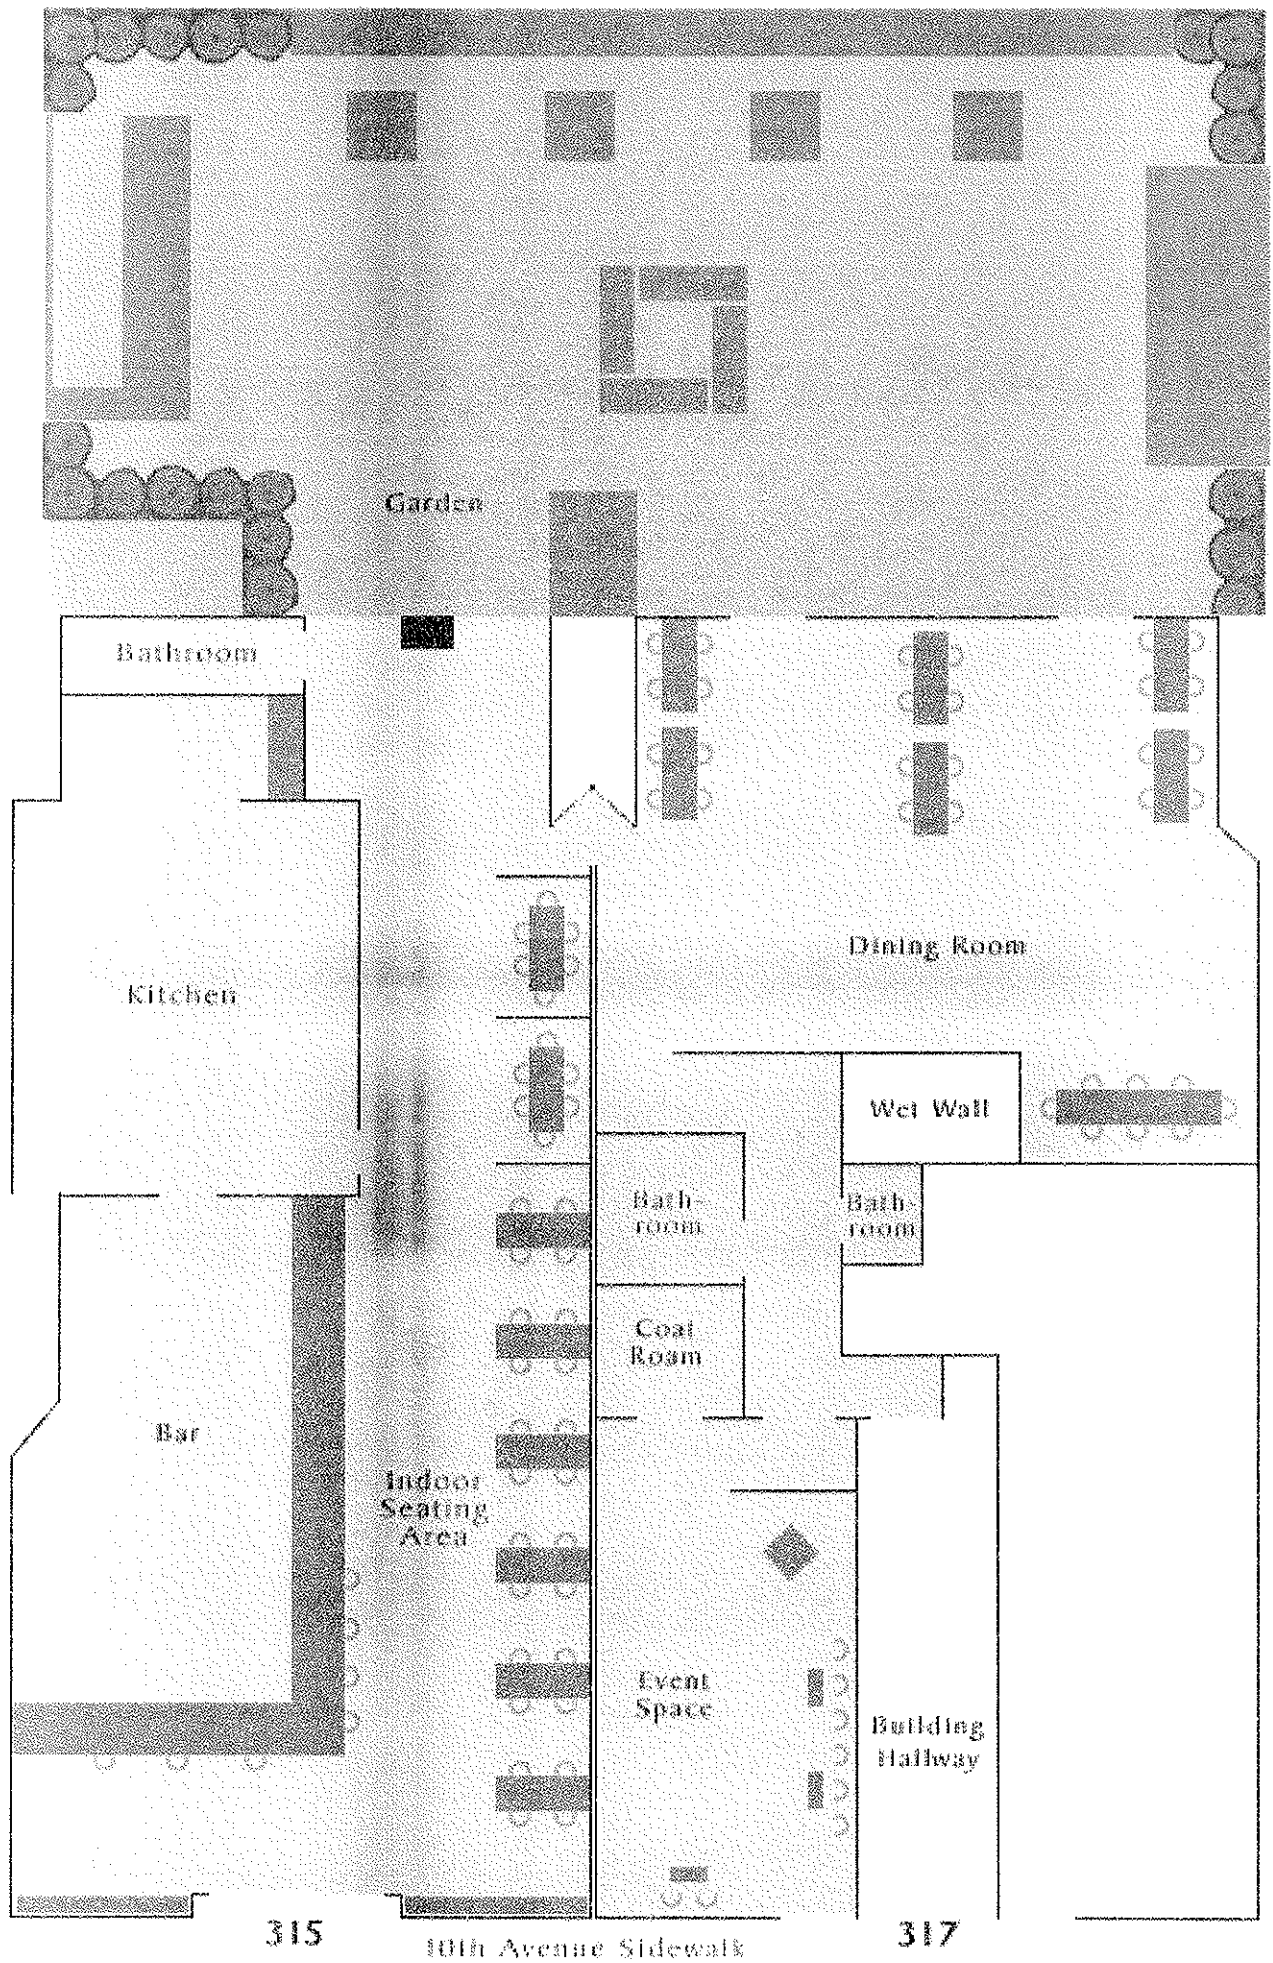 Garden
Bathroom
Dining Room
Kitchen
Wet Wall
Bath-
room
Bath-
room
Coat
Room
Bar
Indoor
Seating
Area
Event
Space
Building
Hallway
315
317
10th Avenue Sidewalk